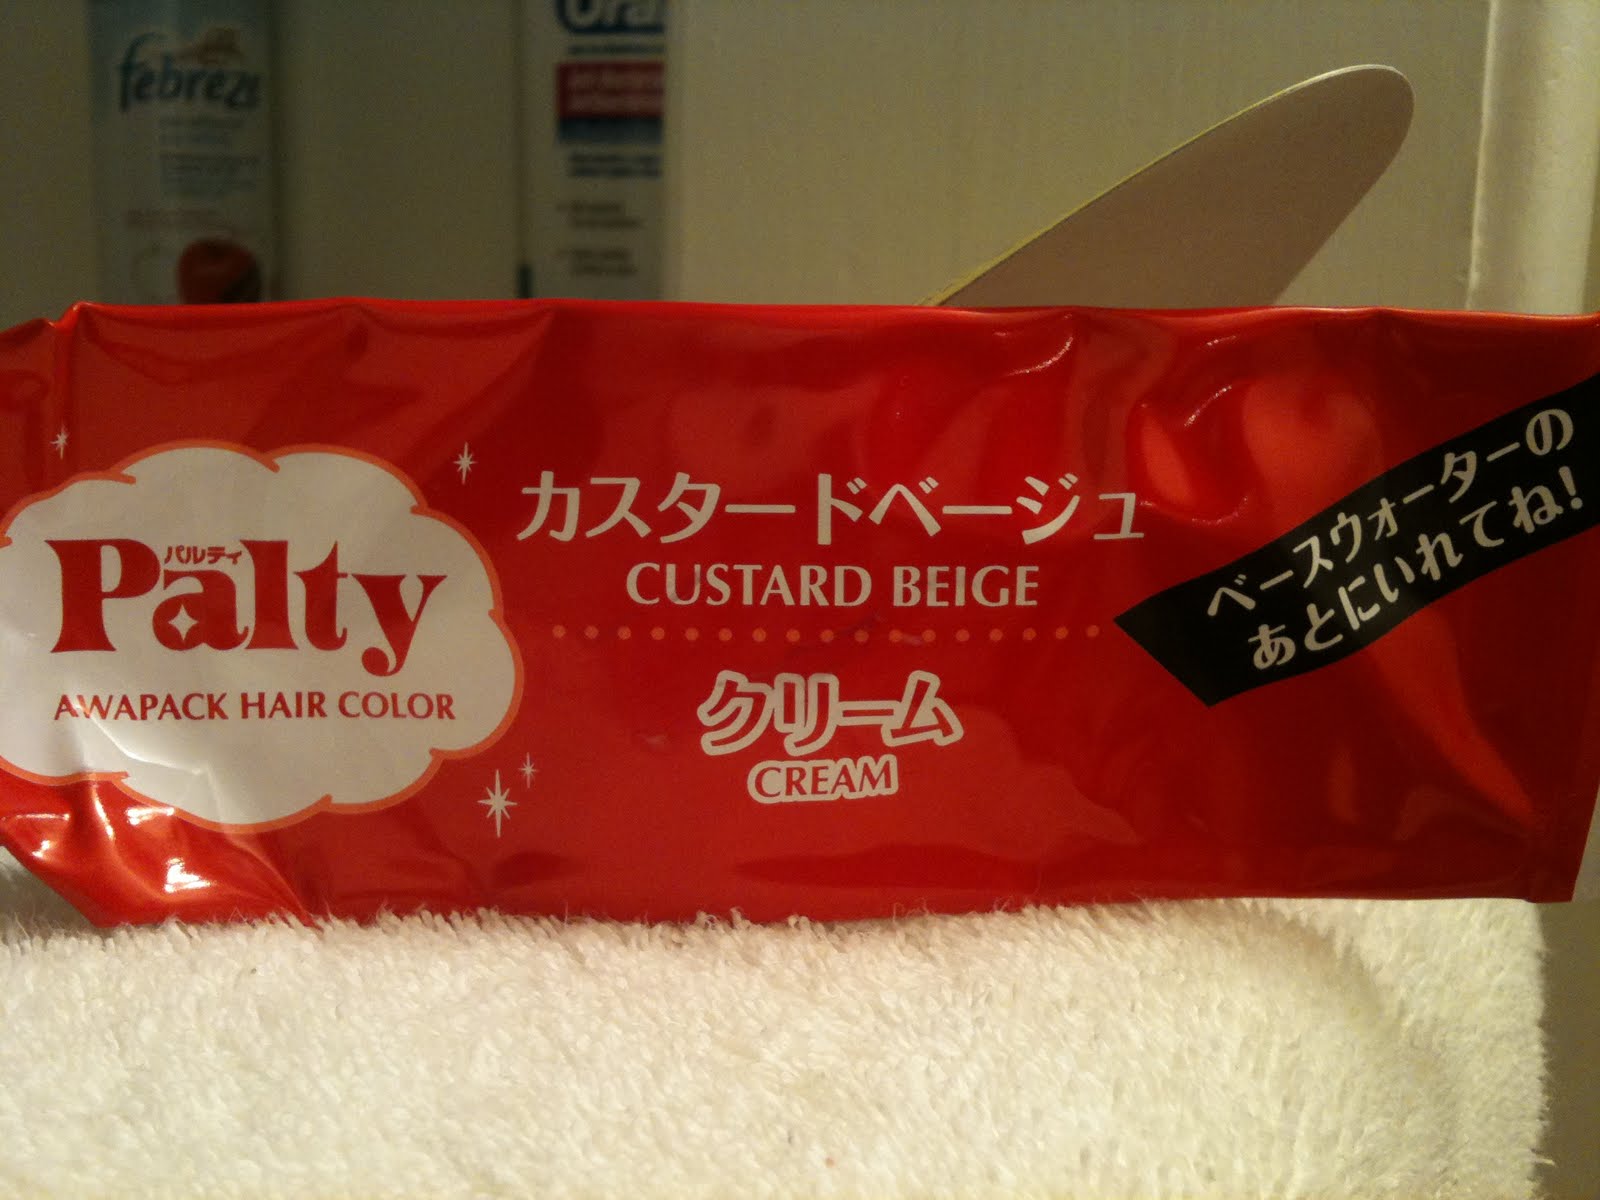 febreze
Oral
パルティ
Palty
AWAPACK HAIR COLOR
カスタードベージュ
CUSTARD BEIGE
クリーム
CREAM
ベースウォーターの
あとにいれてね!